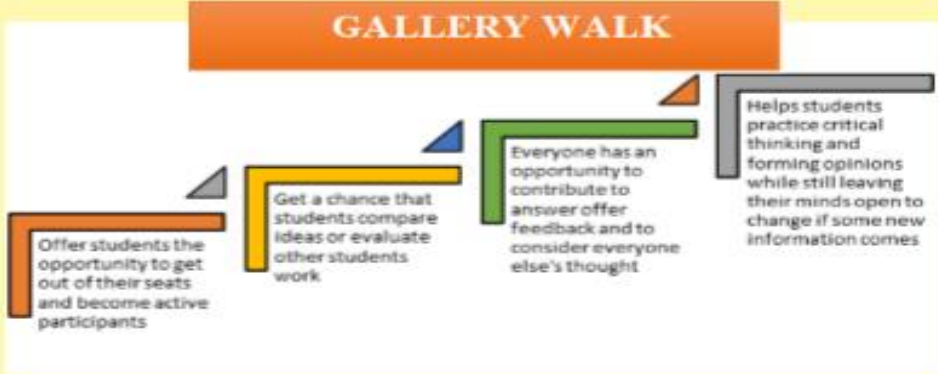 GALLERY WALK
Offer students the
opportunity to get
out of their seats
and become active
participants
Get a chance that
students compare
ideas or evaluate
other students
work
Everyone has an
opportunity to
contribute to
answer offer
feedback and to
consider everyone
else's thought
Helps students
practice critical
thinking and
forming opinions
while still leaving
their minds open to
change if some new
information comes